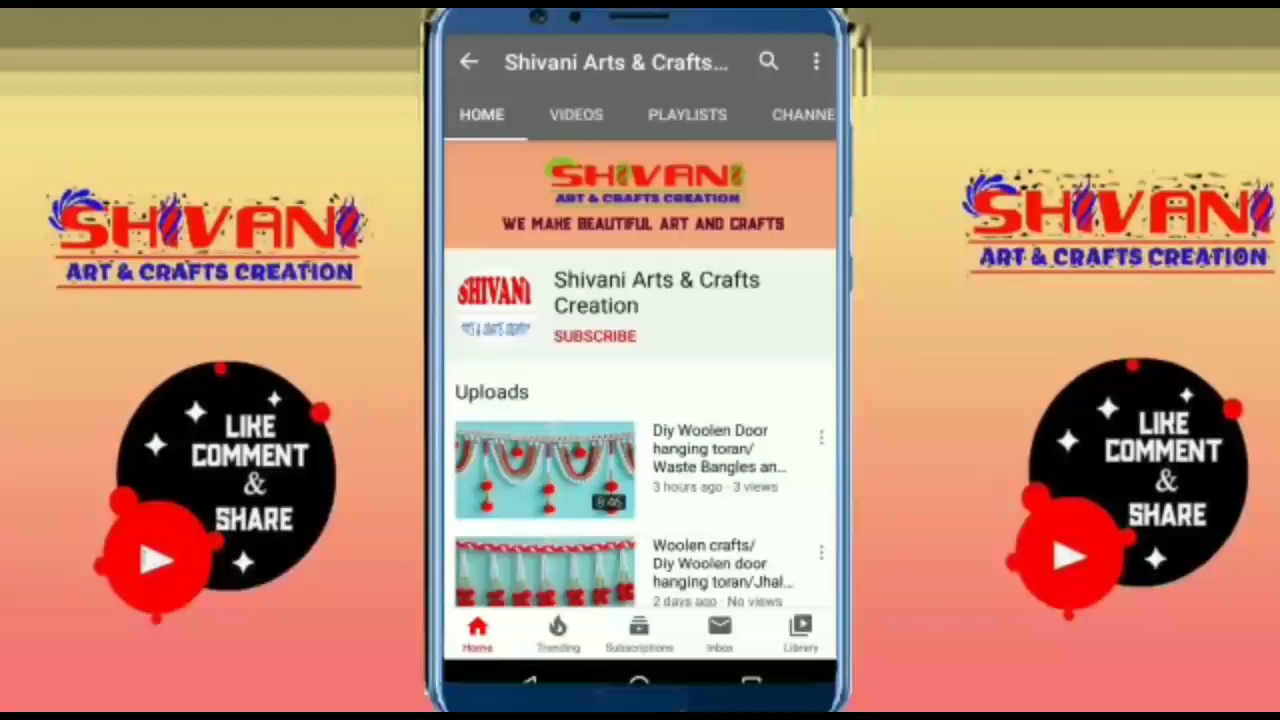 Shivani Arts & Crafts...
HOME VIDEOS PLAYLISTS CHANNE
SHIVANI
ART & CRAFTS CREATION
WE MAKE BEAUTIFUL ART AND CRAFTS
SHIVANI
Shivani Arts & Crafts
Creation
SUBSCRIBE
Uploads
Diy Woolen Door
hanging toran/
Waste Bangles an...
3 hours ago · 3 views
8:46
Woolen crafts/
Diy Woolen door
hanging toran/Jhal...
2 days ago · No views
Home Trending Subscriptions Inbox Library
SHIVANI
ART & CRAFTS CREATION
LIKE
COMMENT
&
SHARE
SHIVANI
ART & CRAFTS CREATION
LIKE
COMMENT
&
SHARE